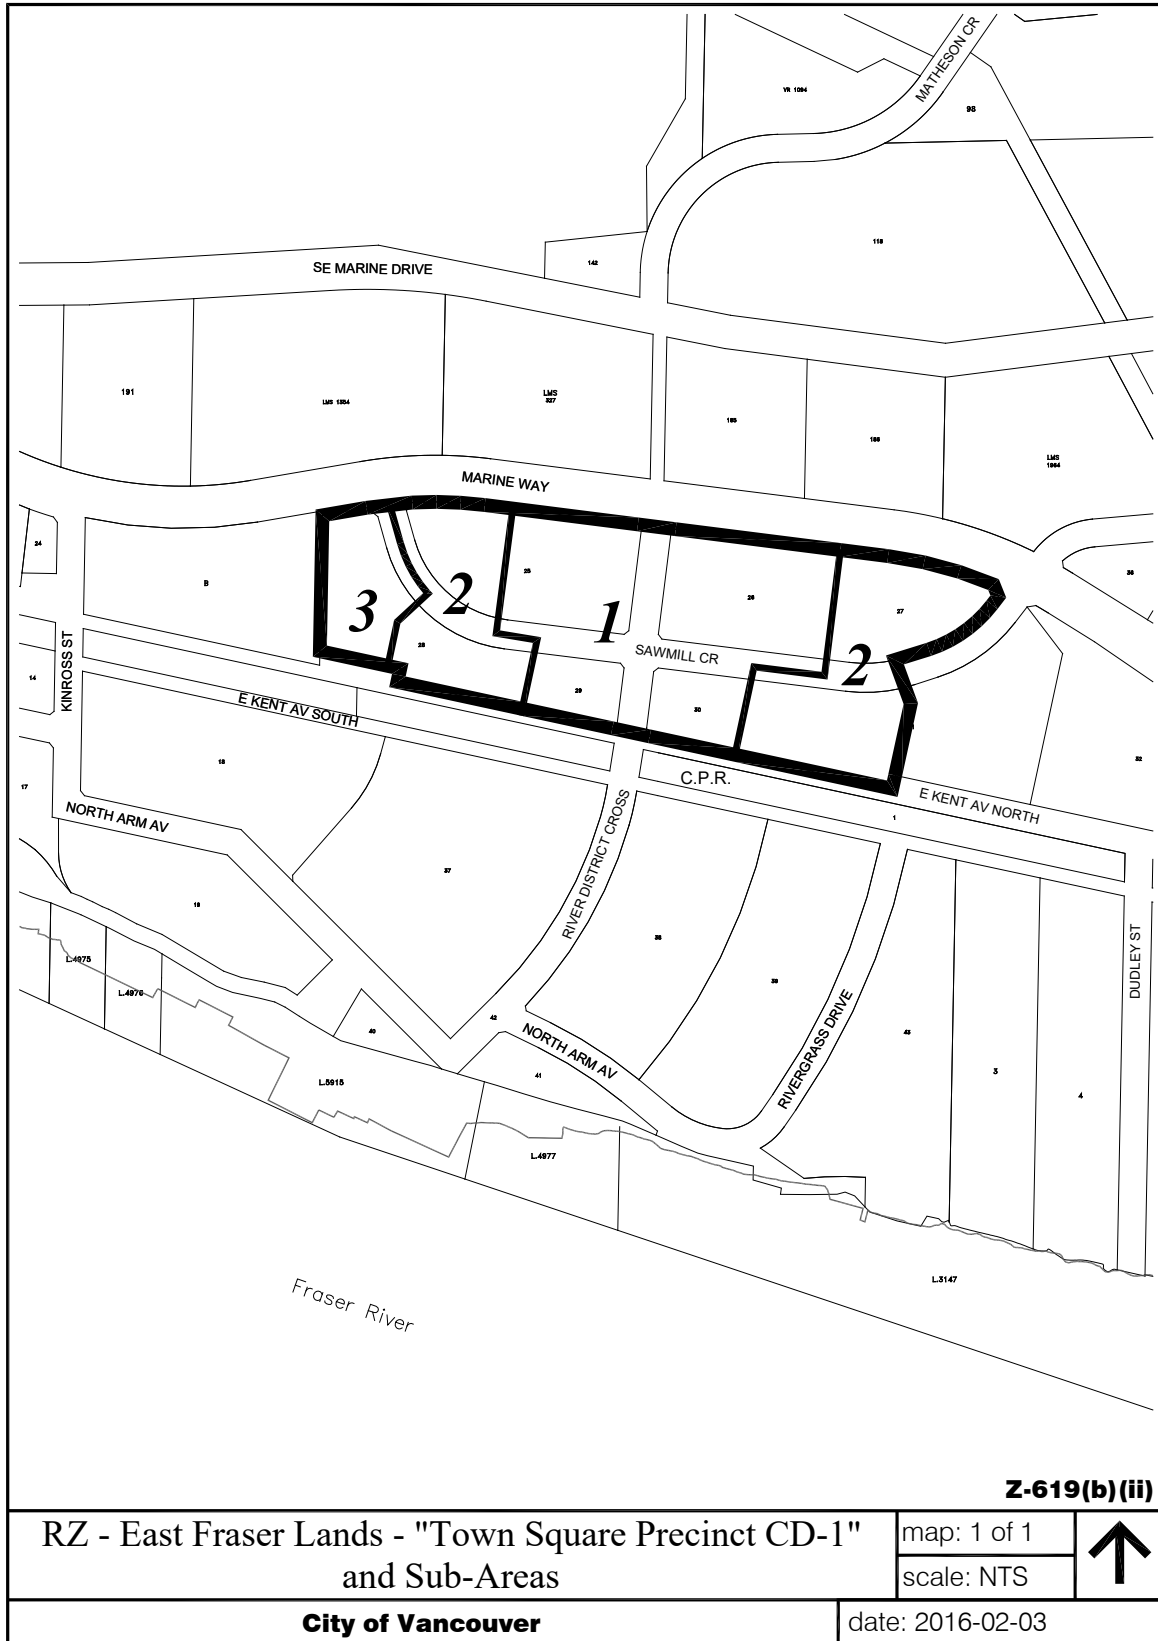 MATHESON CR
VR 1094
98
118
142
SE MARINE DRIVE
191
LMS 1384
LMS
327
185
186
LMS
1964
MARINE WAY
24
B
3
2
25
1
26
27
2
36
28
SAWMILL CR
KINROSS ST
14
29
30
E KENT AV SOUTH
18
17
C.P.R.
32
E KENT AV NORTH
1
NORTH ARM AV
RIVER DISTRICT CROSS
37
19
38
39
L.4975
L.4976
DUDLEY ST
40
42
NORTH ARM AV
RIVERGRASS DRIVE
43
41
3
4
L.5915
L.4977
L.3147
Fraser River
Z-619(b)(ii)
RZ - East Fraser Lands - "Town Square Precinct CD-1"
and Sub-Areas
map: 1 of 1
scale: NTS
City of Vancouver
date: 2016-02-03